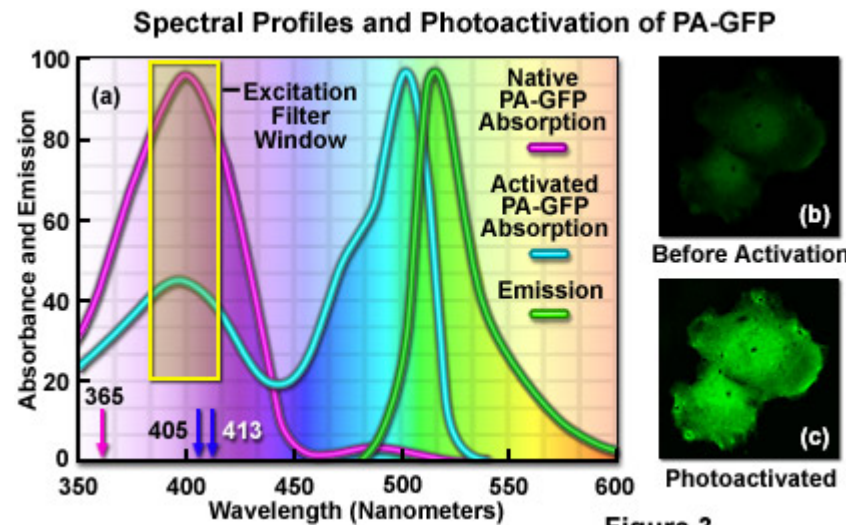 Spectral Profiles and Photoactivation of PA-GFP
100
80
60
40
20
0
Absorbance and Emission
(a)
Excitation
Filter
Window
Native
PA-GFP
Absorption
Activated
PA-GFP
Absorption
Emission
365
405
413
350
400
450
500
550
600
Wavelength (Nanometers)
(b)
Before Activation
(c)
Photoactivated